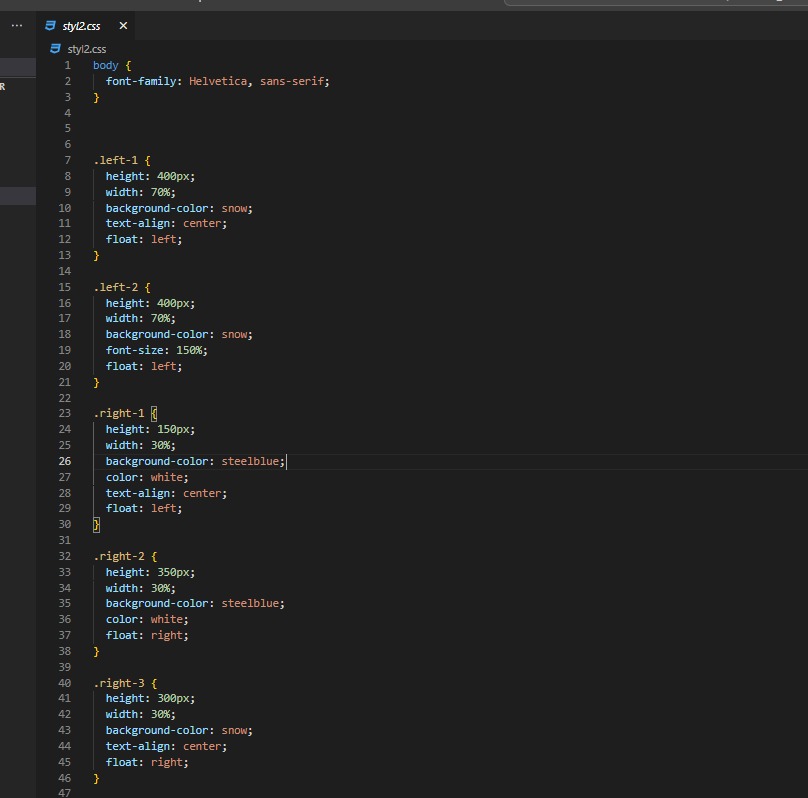 R
styl2.css
styl2.css
1 body {
2 font-family: Helvetica, sans-serif;
3 }
4
5
6
7 .left-1 {
8 height: 400px;
9 width: 70%;
10 background-color: snow;
11 text-align: center;
12 float: left;
13 }
14
15 .left-2 {
16 height: 400px;
17 width: 70%;
18 background-color: snow;
19 font-size: 150%;
20 float: left;
21 }
22
23 .right-1 {
24 height: 150px;
25 width: 30%;
26 background-color: steelblue;
27 color: white;
28 text-align: center;
29 float: left;
30 }
31
32 .right-2 {
33 height: 350px;
34 width: 30%;
35 background-color: steelblue;
36 color: white;
37 float: right;
38 }
39
40 .right-3 {
41 height: 300px;
42 width: 30%;
43 background-color: snow;
44 text-align: center;
45 float: right;
46 }
47